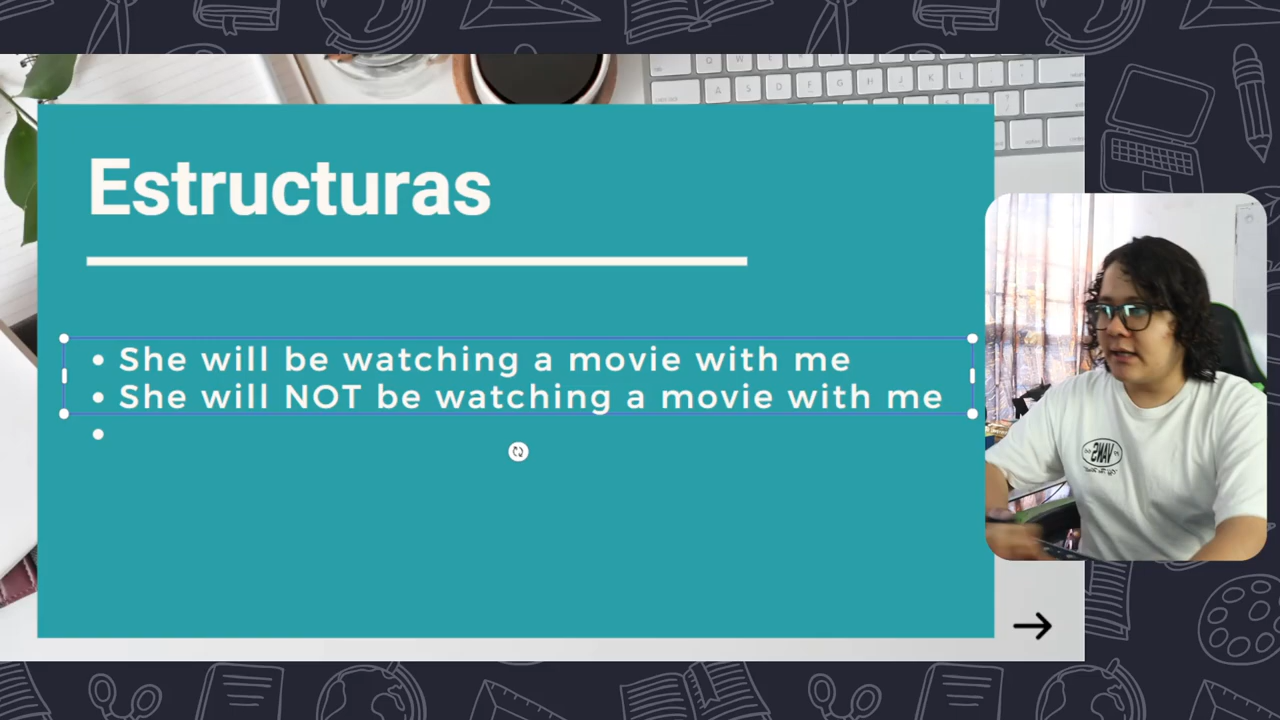 Estructuras
• She will be watching a movie with me
• She will NOT be watching a movie with me
•